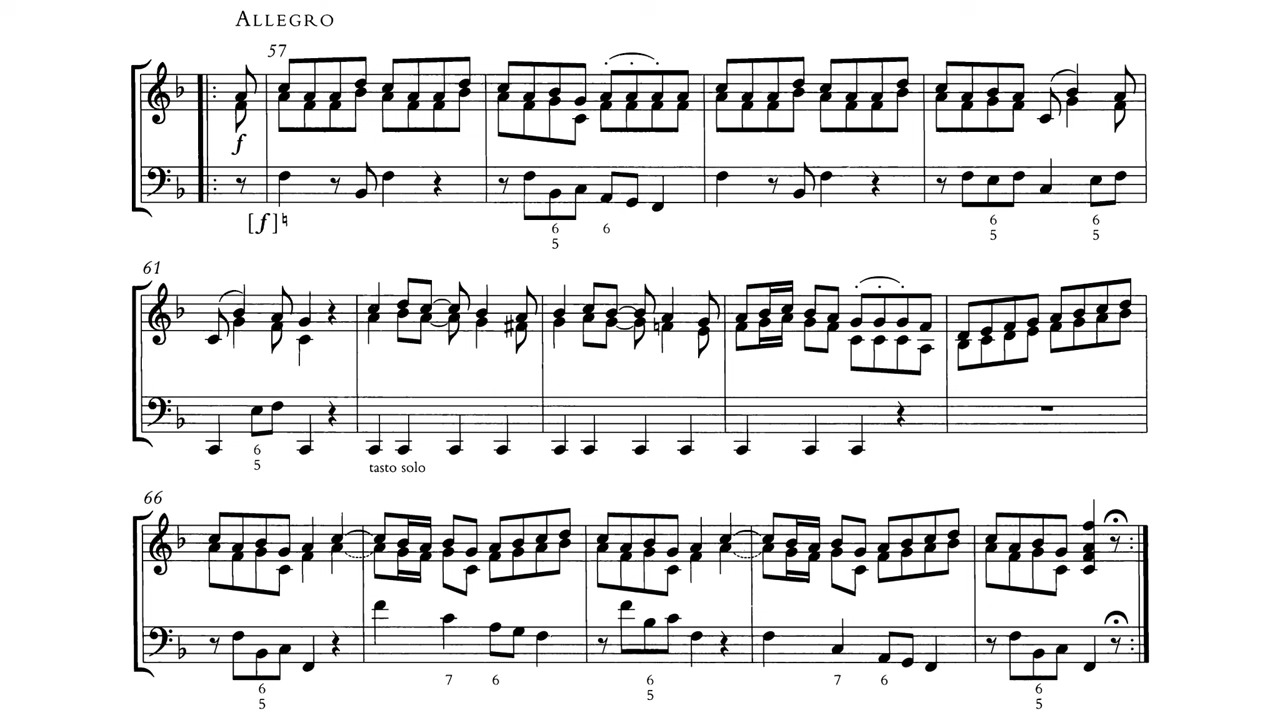 ALLEGRO
57
f
[f]♮
6 6 6 6
5 5 5
61
6
5
tasto solo
66
6 7 6 6 7 6 6
5 5 5